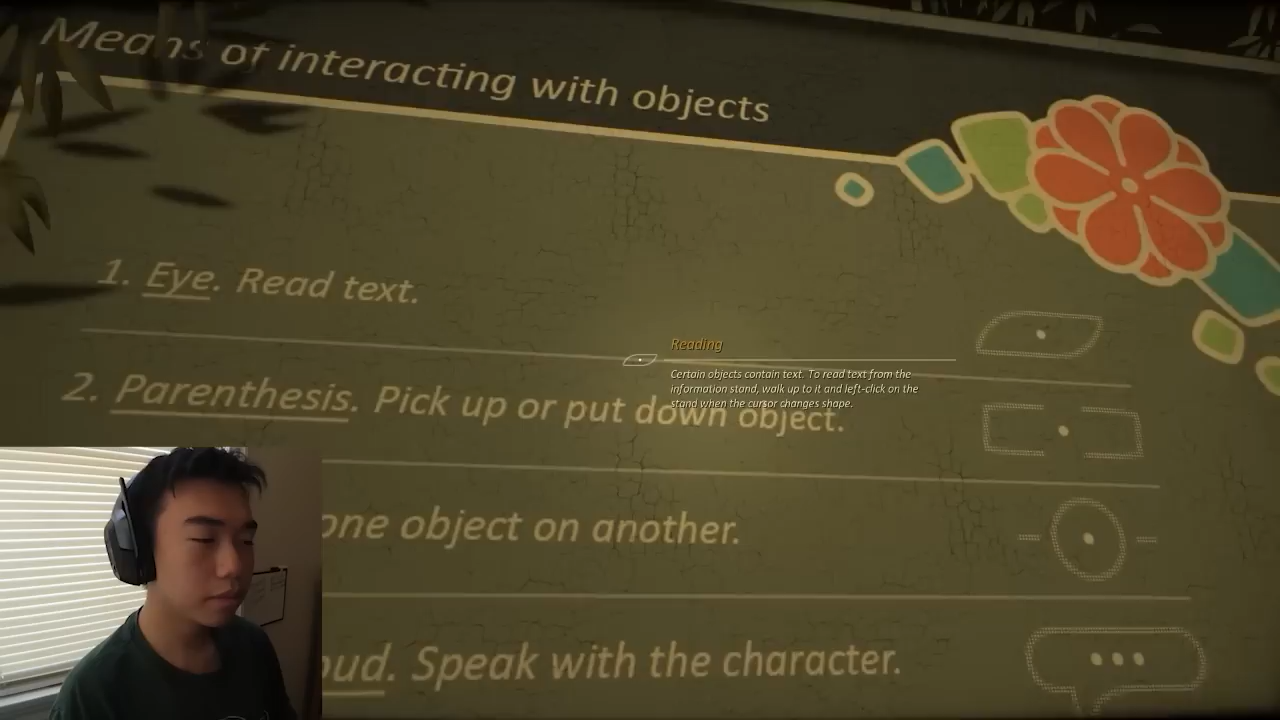 Means of interacting with objects
1. Eye. Read text.
Reading
Certain objects contain text. To read text from the
information stand, walk up to it and left-click on the
stand when the cursor changes shape.
2. Parenthesis. Pick up or put down object.
one object on another.
oud. Speak with the character.